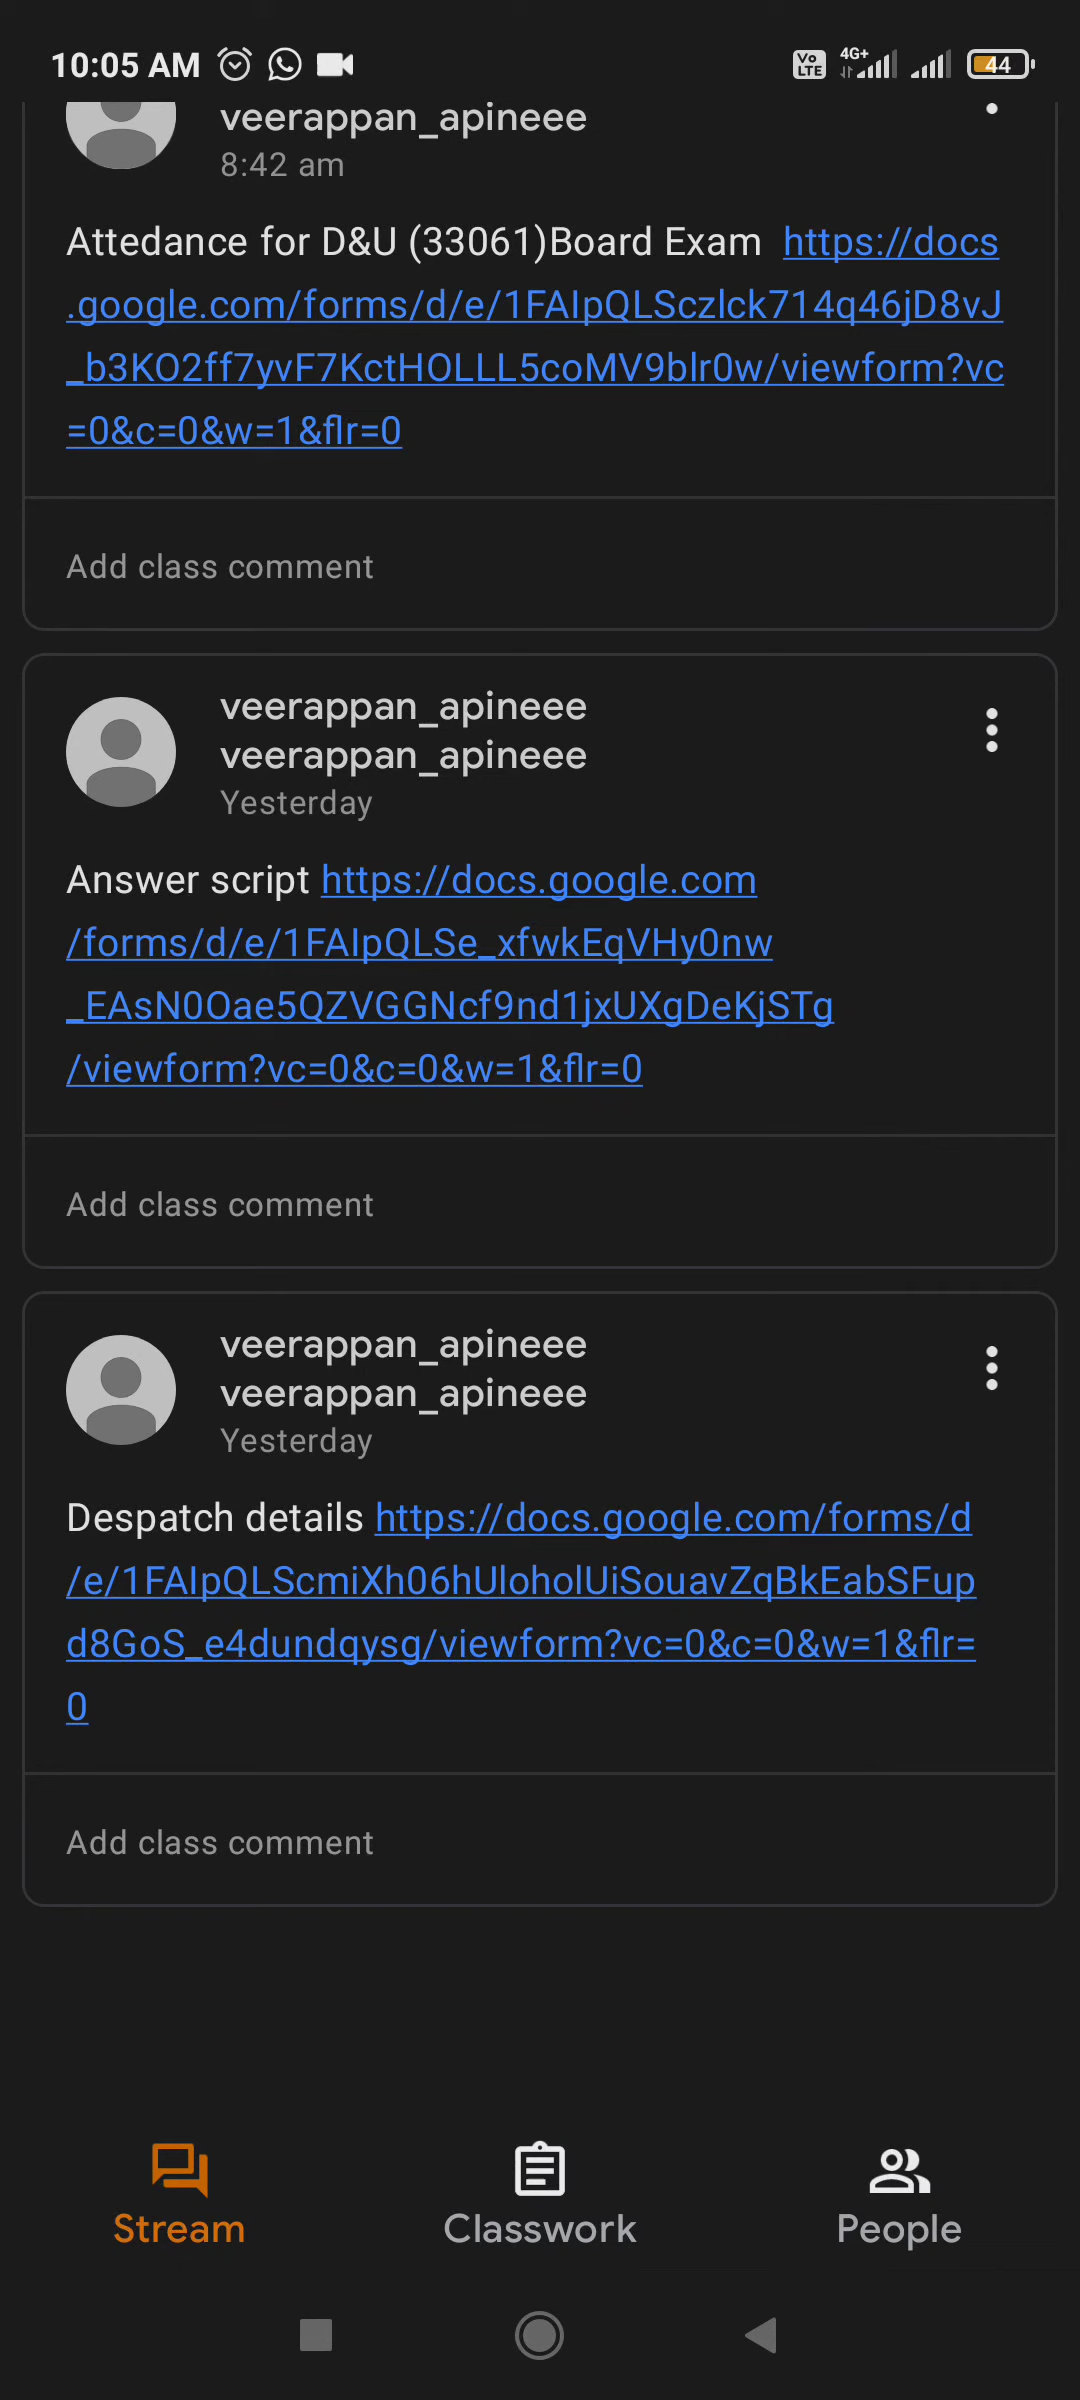 10:05 AM
Vo LTE 4G+ 44
veerappan_apineee
8:42 am
Attedance for D&U (33061)Board Exam  https://docs
.google.com/forms/d/e/1FAIpQLSczlck714q46jD8vJ
_b3KO2ff7yvF7KctHOLLL5coMV9blr0w/viewform?vc
=0&c=0&w=1&flr=0
Add class comment
veerappan_apineee
veerappan_apineee
Yesterday
Answer script https://docs.google.com
/forms/d/e/1FAIpQLSe_xfwkEqVHy0nw
_EAsN0Oae5QZVGGNcf9nd1jxUXgDeKjSTg
/viewform?vc=0&c=0&w=1&flr=0
Add class comment
veerappan_apineee
veerappan_apineee
Yesterday
Despatch details https://docs.google.com/forms/d
/e/1FAIpQLScmiXh06hUloholUiSouavZqBkEabSFup
d8GoS_e4dundqysg/viewform?vc=0&c=0&w=1&flr=
0
Add class comment
Stream
Classwork
People